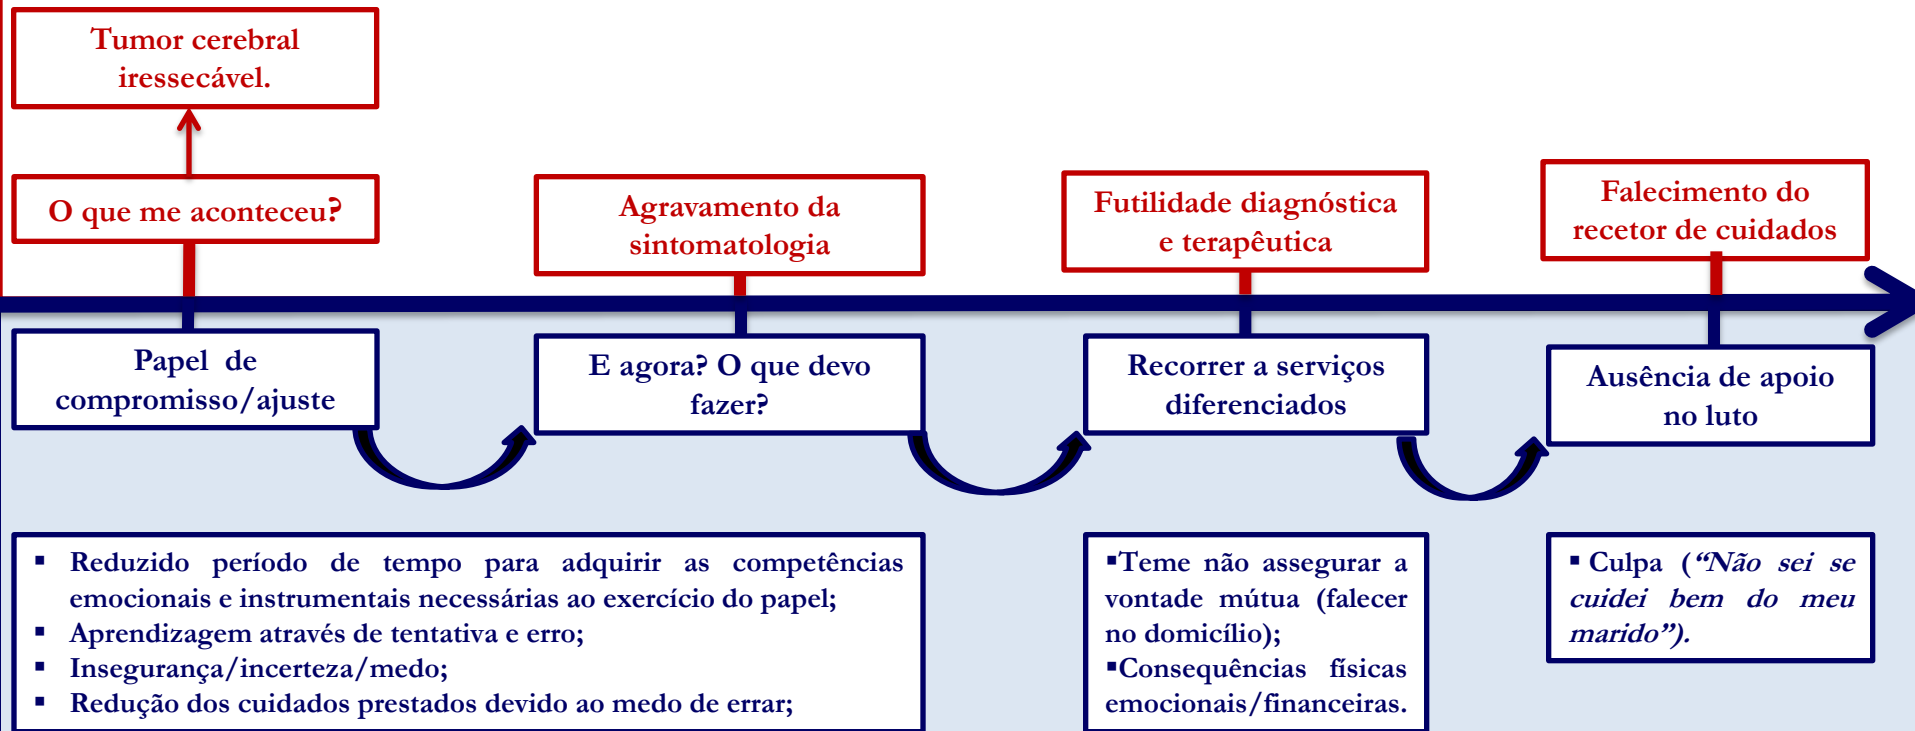 Tumor cerebral
iressecável.
O que me aconteceu?
Agravamento da
sintomatologia
Futilidade diagnóstica
e terapêutica
Falecimento do
recetor de cuidados
Papel de
compromisso/ajuste
E agora? O que devo
fazer?
Recorrer a serviços
diferenciados
Ausência de apoio
no luto
▪ Reduzido período de tempo para adquirir as competências
emocionais e instrumentais necessárias ao exercício do papel;
▪ Aprendizagem através de tentativa e erro;
▪ Insegurança/incerteza/medo;
▪ Redução dos cuidados prestados devido ao medo de errar;
▪Teme não assegurar a
vontade mútua (falecer
no domicílio);
▪Consequências físicas
emocionais/financeiras.
▪ Culpa (“Não sei se
cuidei bem do meu
marido”).